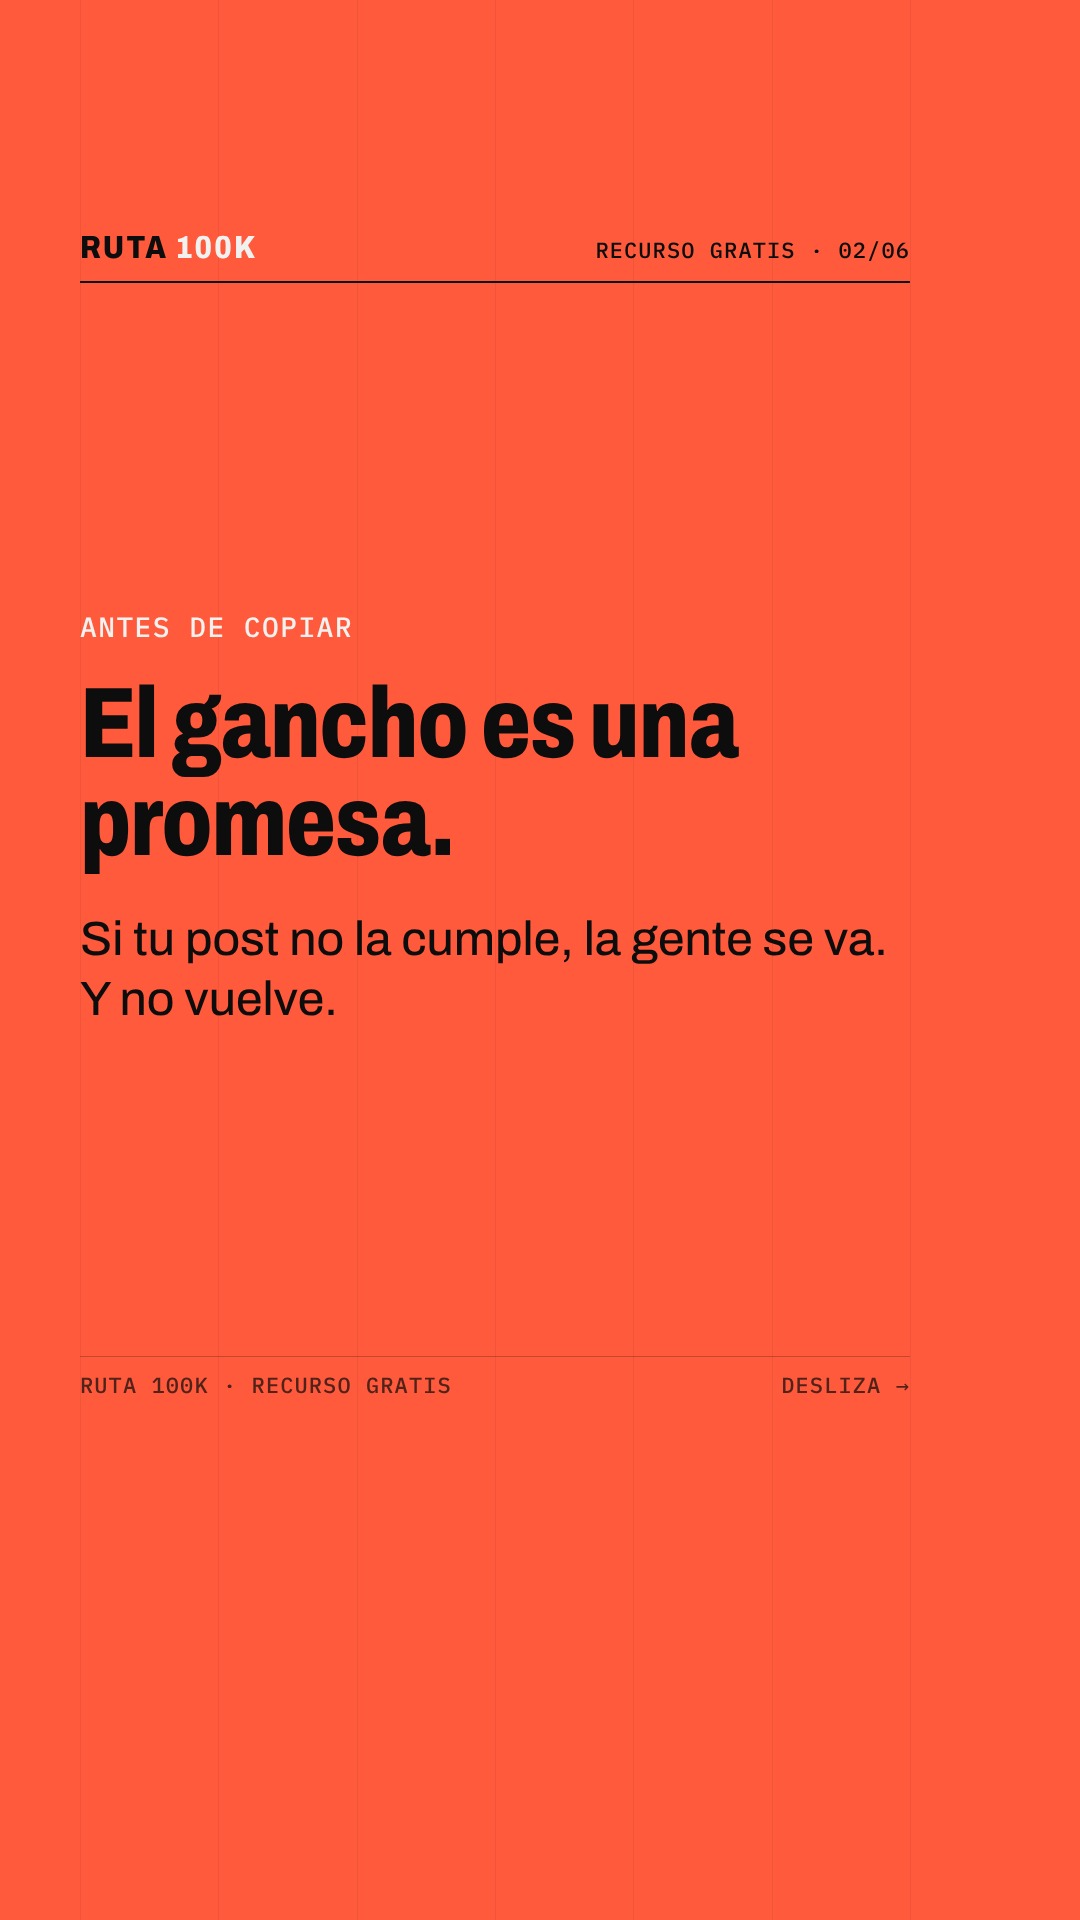 RUTA 100K
RECURSO GRATIS · 02/06
ANTES DE COPIAR
El gancho es una
promesa.
Si tu post no la cumple, la gente se va.
Y no vuelve.
RUTA 100K · RECURSO GRATIS
DESLIZA →